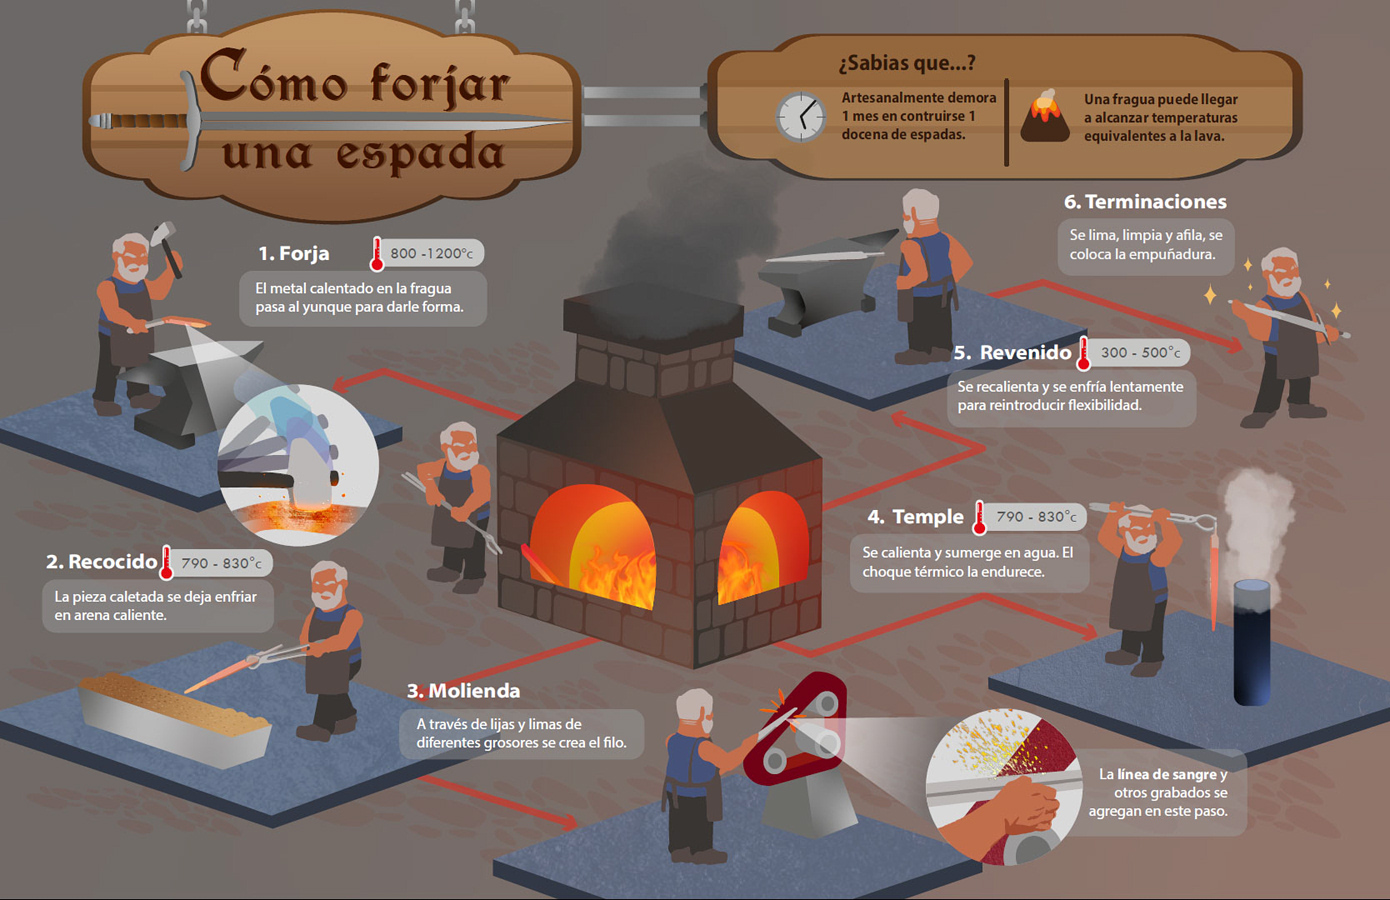 Cómo forjar
una espada
¿Sabias que...?
Artesanalmente demora
1 mes en contruirse 1
docena de espadas.
Una fragua puede llegar
a alcanzar temperaturas
equivalentes a la lava.
1. Forja
800 -1200°c
El metal calentado en la fragua
pasa al yunque para darle forma.
2. Recocido
790 - 830°c
La pieza caletada se deja enfriar
en arena caliente.
3. Molienda
A través de lijas y limas de
diferentes grosores se crea el filo.
La línea de sangre y
otros grabados se
agregan en este paso.
4. Temple
790 - 830°c
Se calienta y sumerge en agua. El
choque térmico la endurece.
5. Revenido
300 - 500°c
Se recalienta y se enfría lentamente
para reintroducir flexibilidad.
6. Terminaciones
Se lima, limpia y afila, se
coloca la empuñadura.